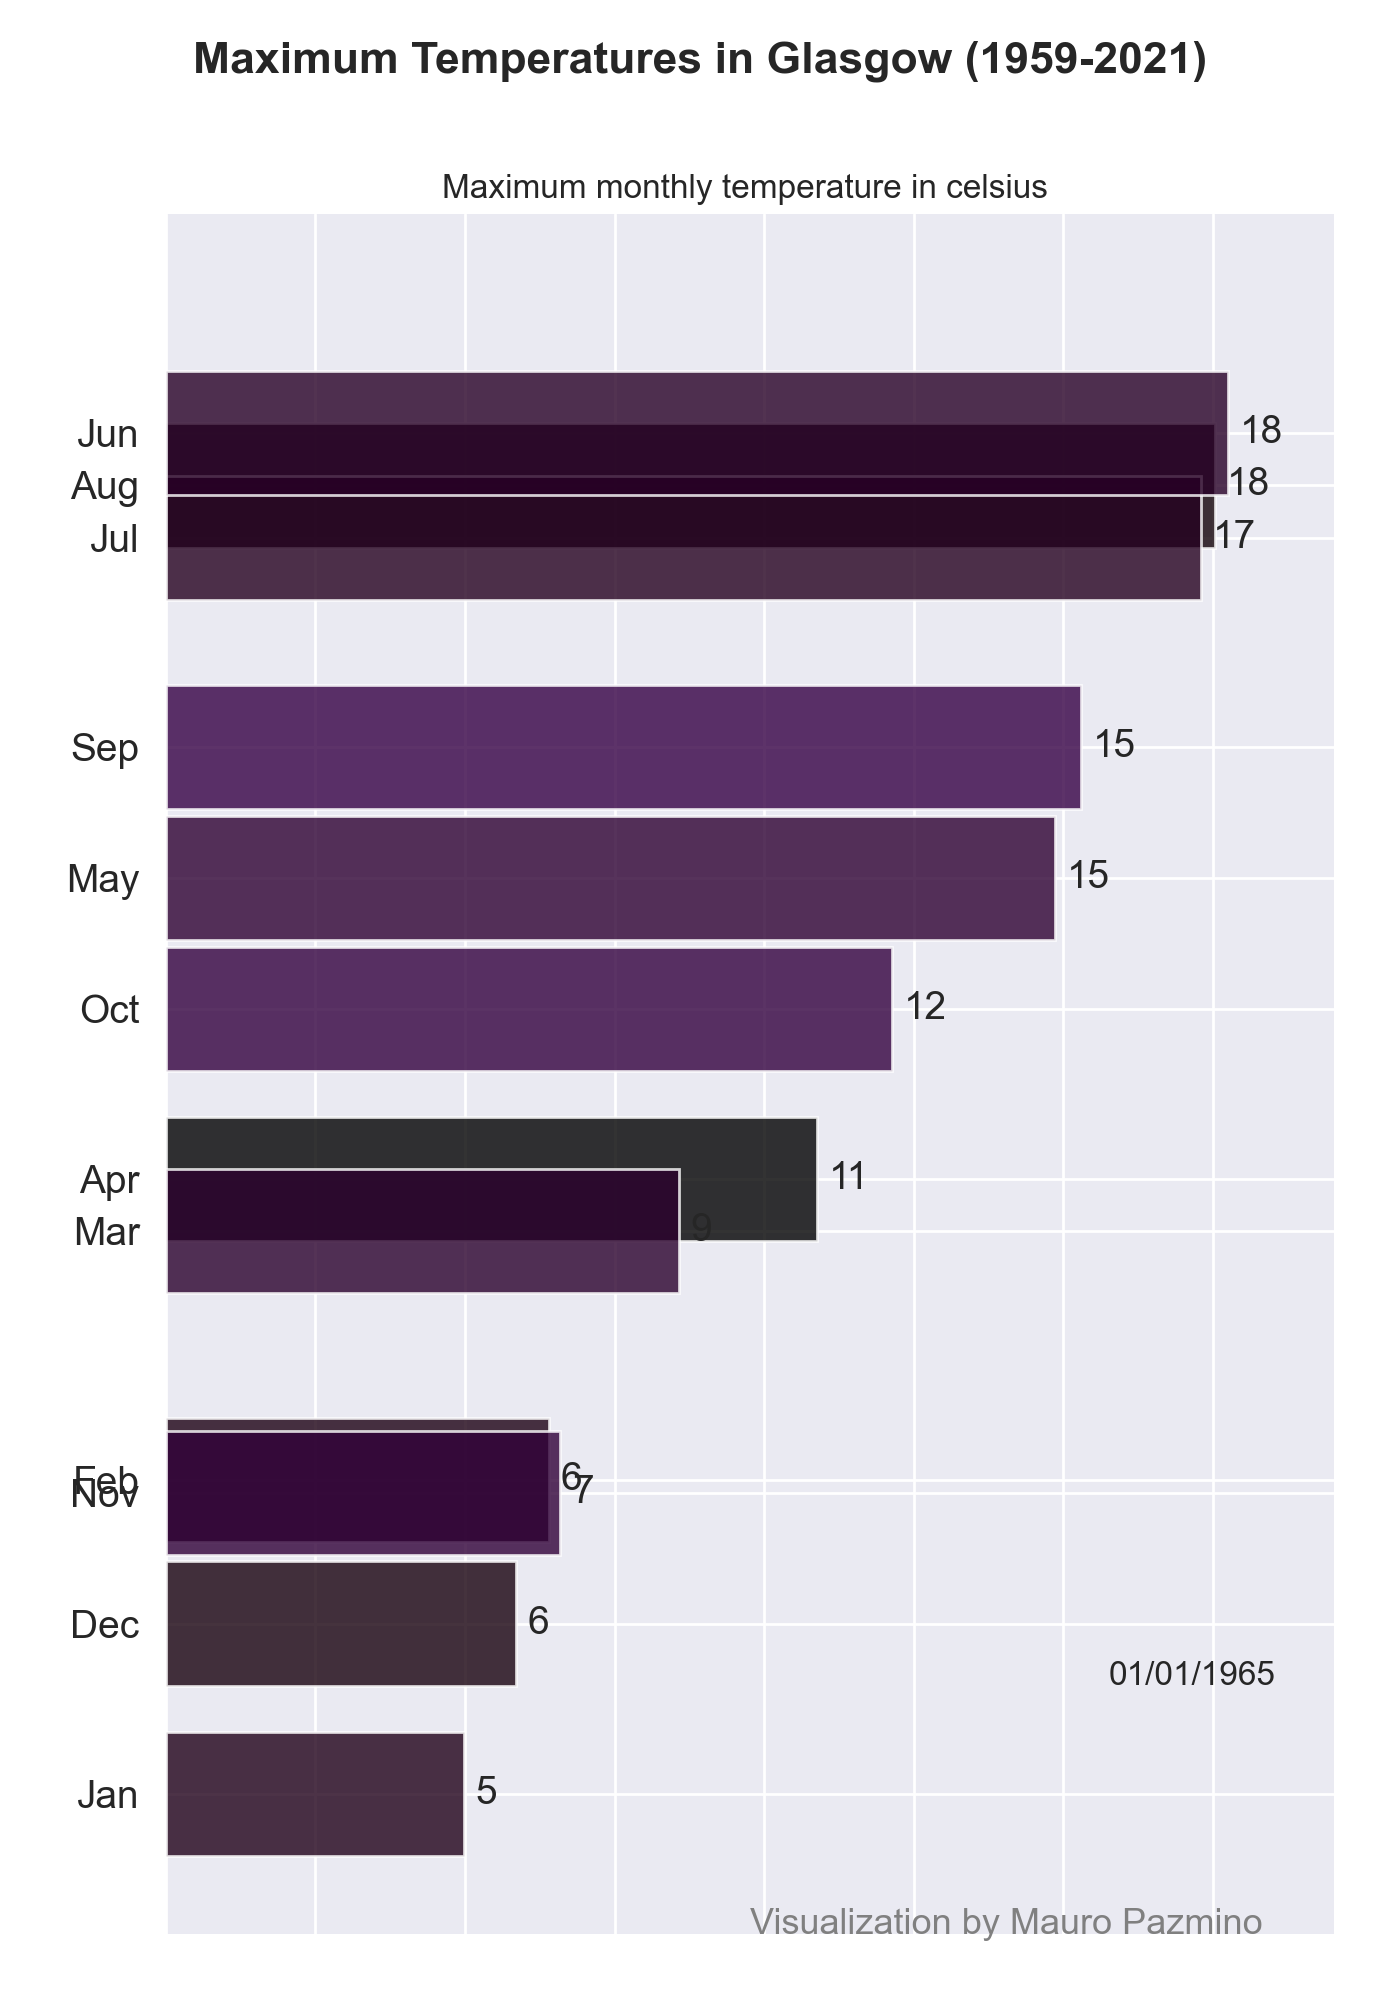 Maximum Temperatures in Glasgow (1959-2021)
Maximum monthly temperature in celsius
Jun 18
Aug 18
Jul 17
Sep 15
May 15
Oct 12
Apr 11
Mar 9
Feb 6
Nov 7
Dec 6
01/01/1965
Jan 5
Visualization by Mauro Pazmino